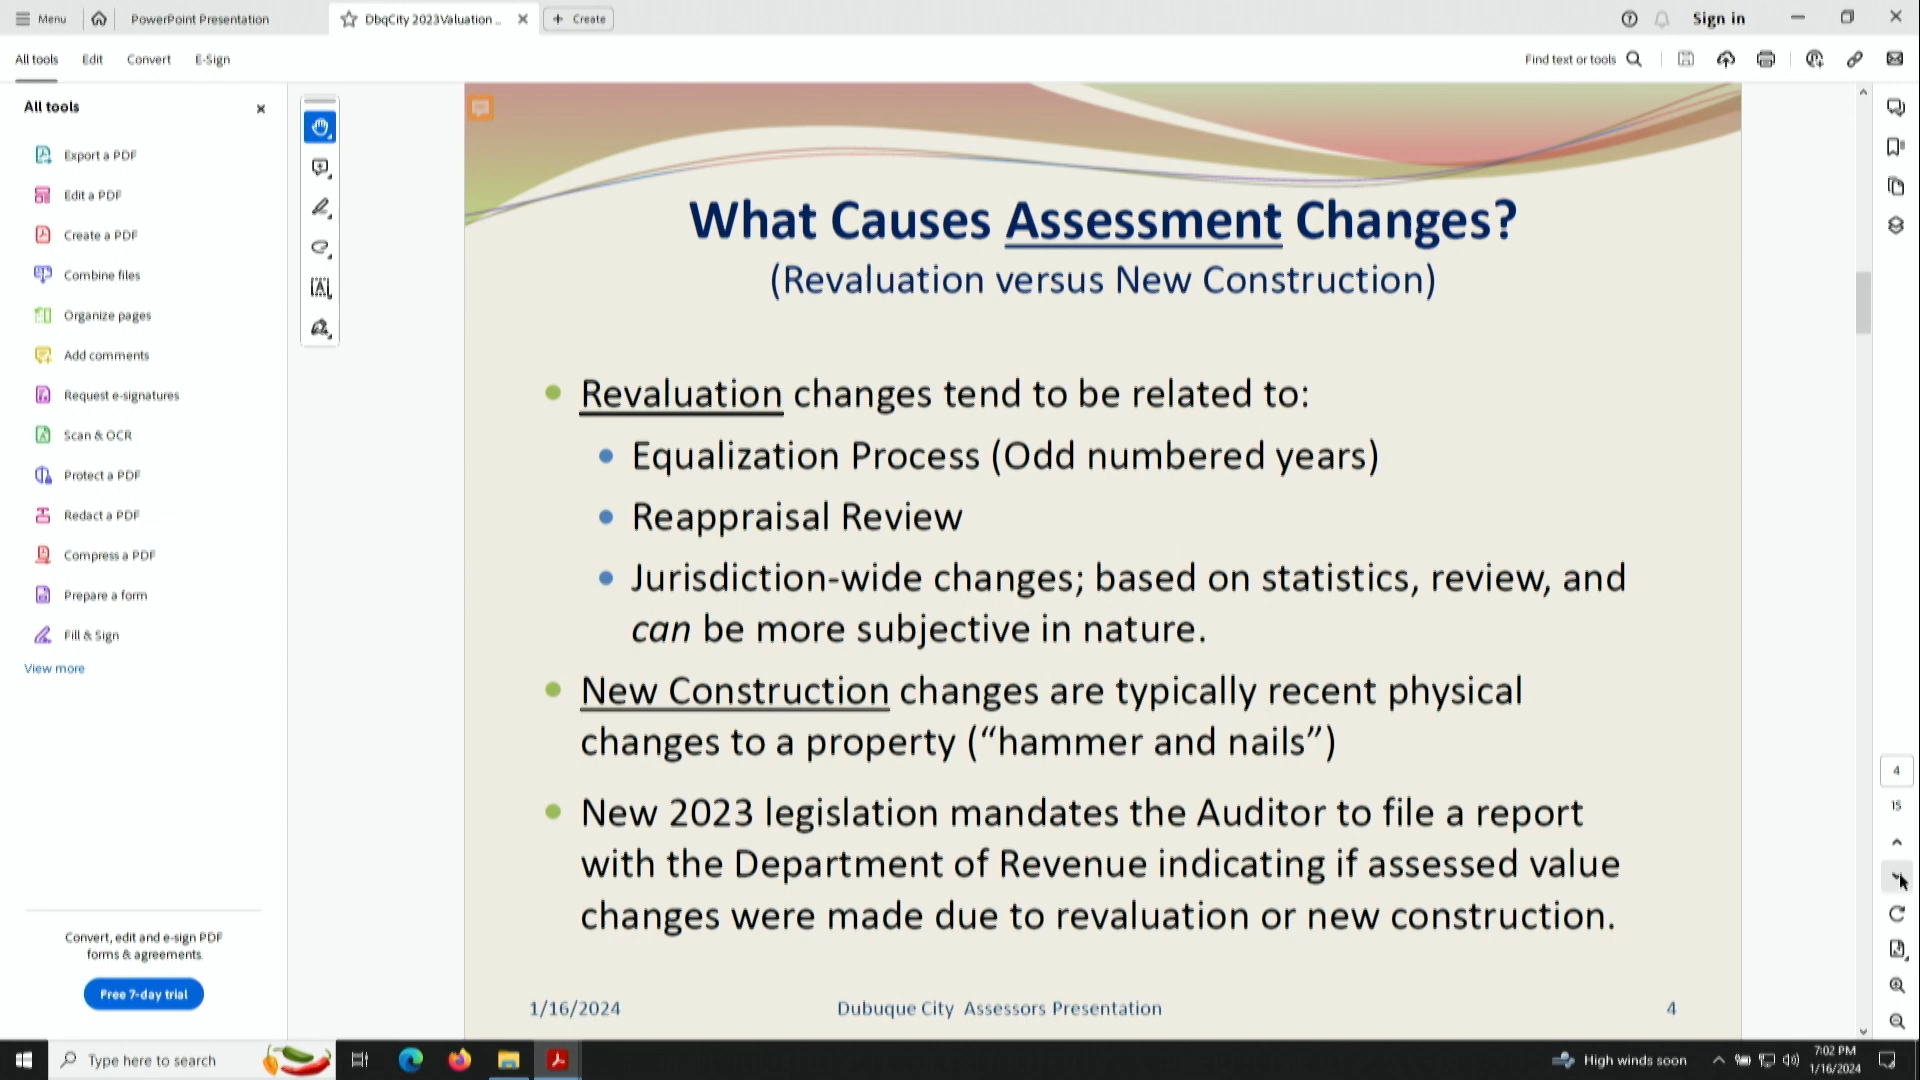 Menu
PowerPoint Presentation
DbqCity 2023Valuation ..
Create
Sign in
All tools
Edit
Convert
E-Sign
Find text or tools
All tools
Export a PDF
Edit a PDF
Create a PDF
Combine files
Organize pages
Add comments
Request e-signatures
Scan & OCR
Protect a PDF
Redact a PDF
Compress a PDF
Prepare a form
Fill & Sign
View more
Convert, edit and e-sign PDF
forms & agreements
Free 7-day trial
What Causes Assessment Changes?
(Revaluation versus New Construction)
Revaluation changes tend to be related to:
Equalization Process (Odd numbered years)
Reappraisal Review
Jurisdiction-wide changes; based on statistics, review, and
can be more subjective in nature.
New Construction changes are typically recent physical
changes to a property (“hammer and nails”)
New 2023 legislation mandates the Auditor to file a report
with the Department of Revenue indicating if assessed value
changes were made due to revaluation or new construction.
1/16/2024
Dubuque City Assessors Presentation
4
4
15
Type here to search
High winds soon
7:02 PM
1/16/2024